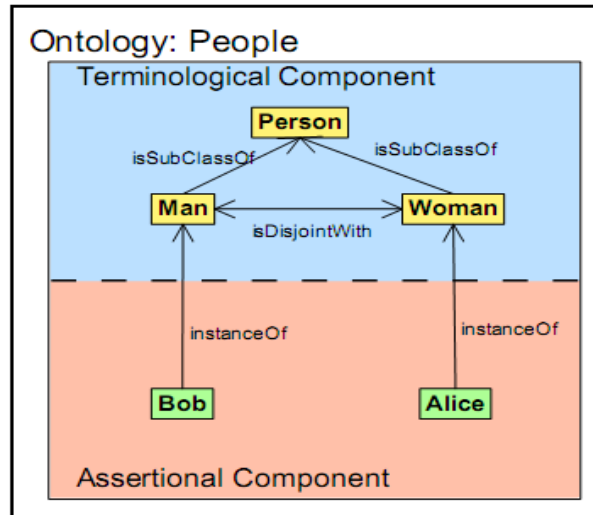 Ontology: People
Terminological Component
Person
isSubClassOf
isSubClassOf
Man
Woman
isDisjointWith
instanceOf
instanceOf
Bob
Alice
Assertional Component